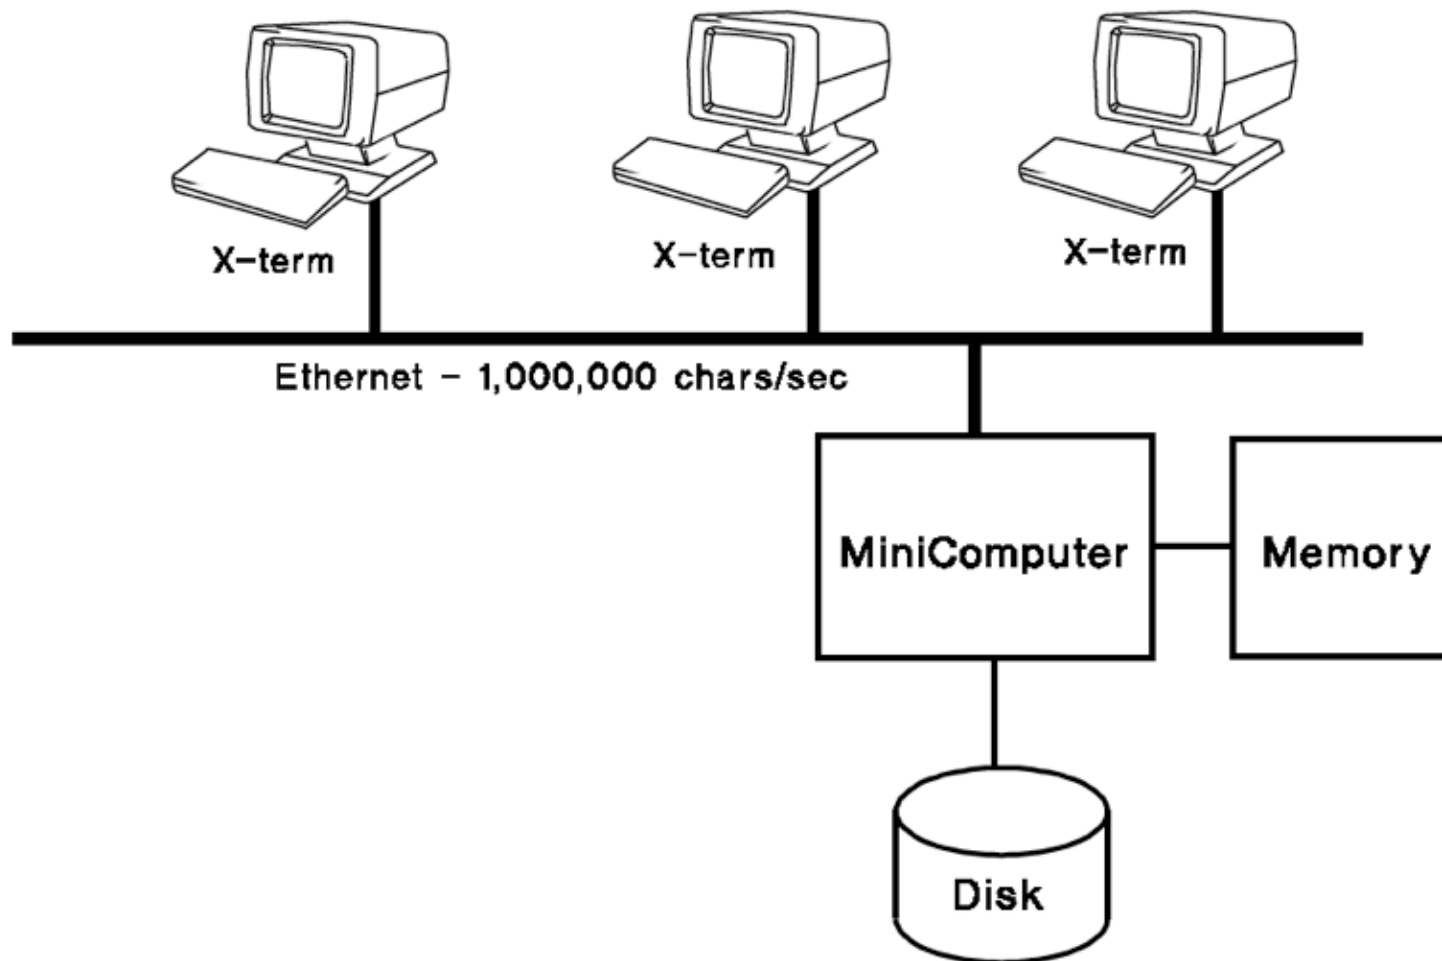 X-term
X-term
X-term
Ethernet - 1,000,000 chars/sec
MiniComputer
Memory
Disk